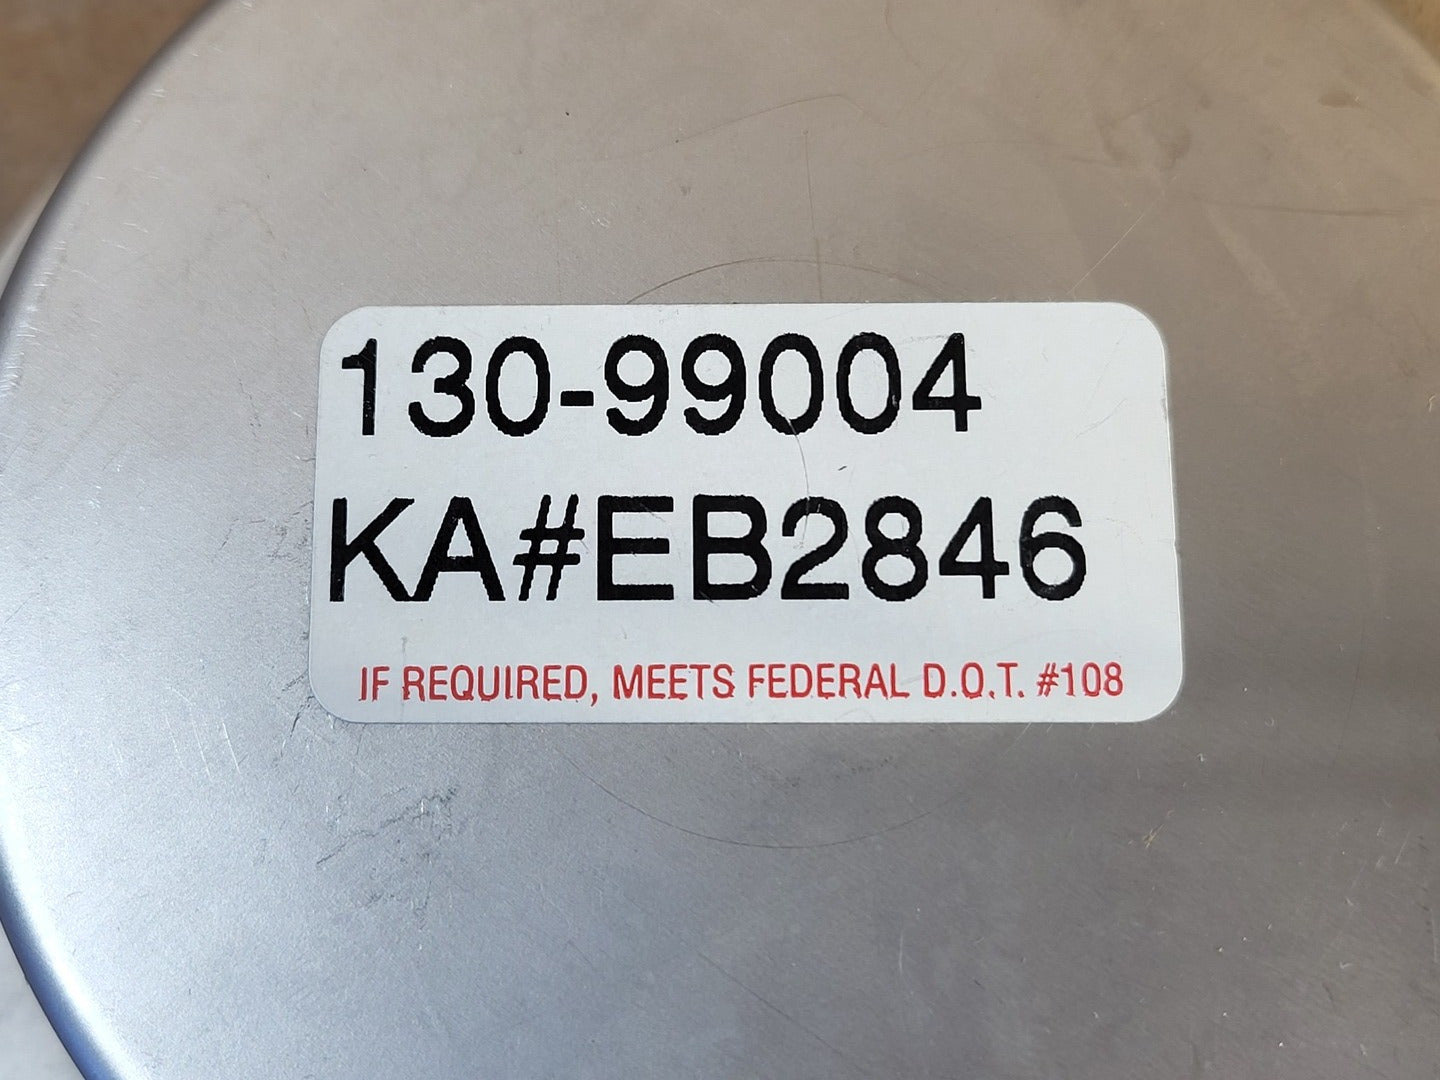 130-99004
KA#EB2846
IF REQUIRED, MEETS FEDERAL D.O.T. #108